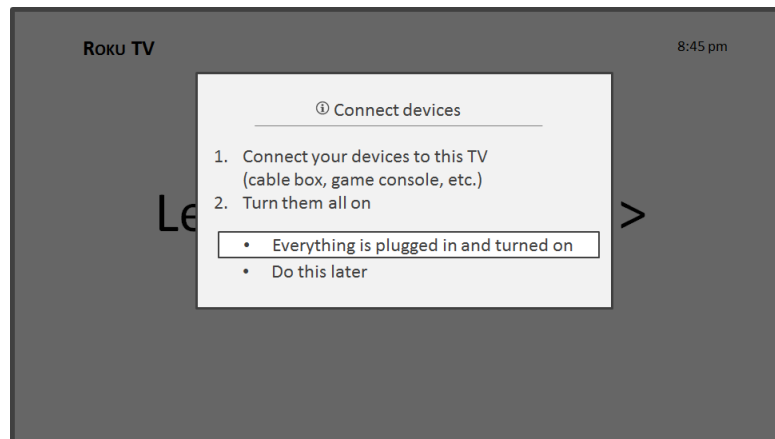 Roku TV
8:45 pm
ⓘ Connect devices
1. Connect your devices to this TV
(cable box, game console, etc.)
2. Turn them all on
Le >
• Everything is plugged in and turned on
• Do this later